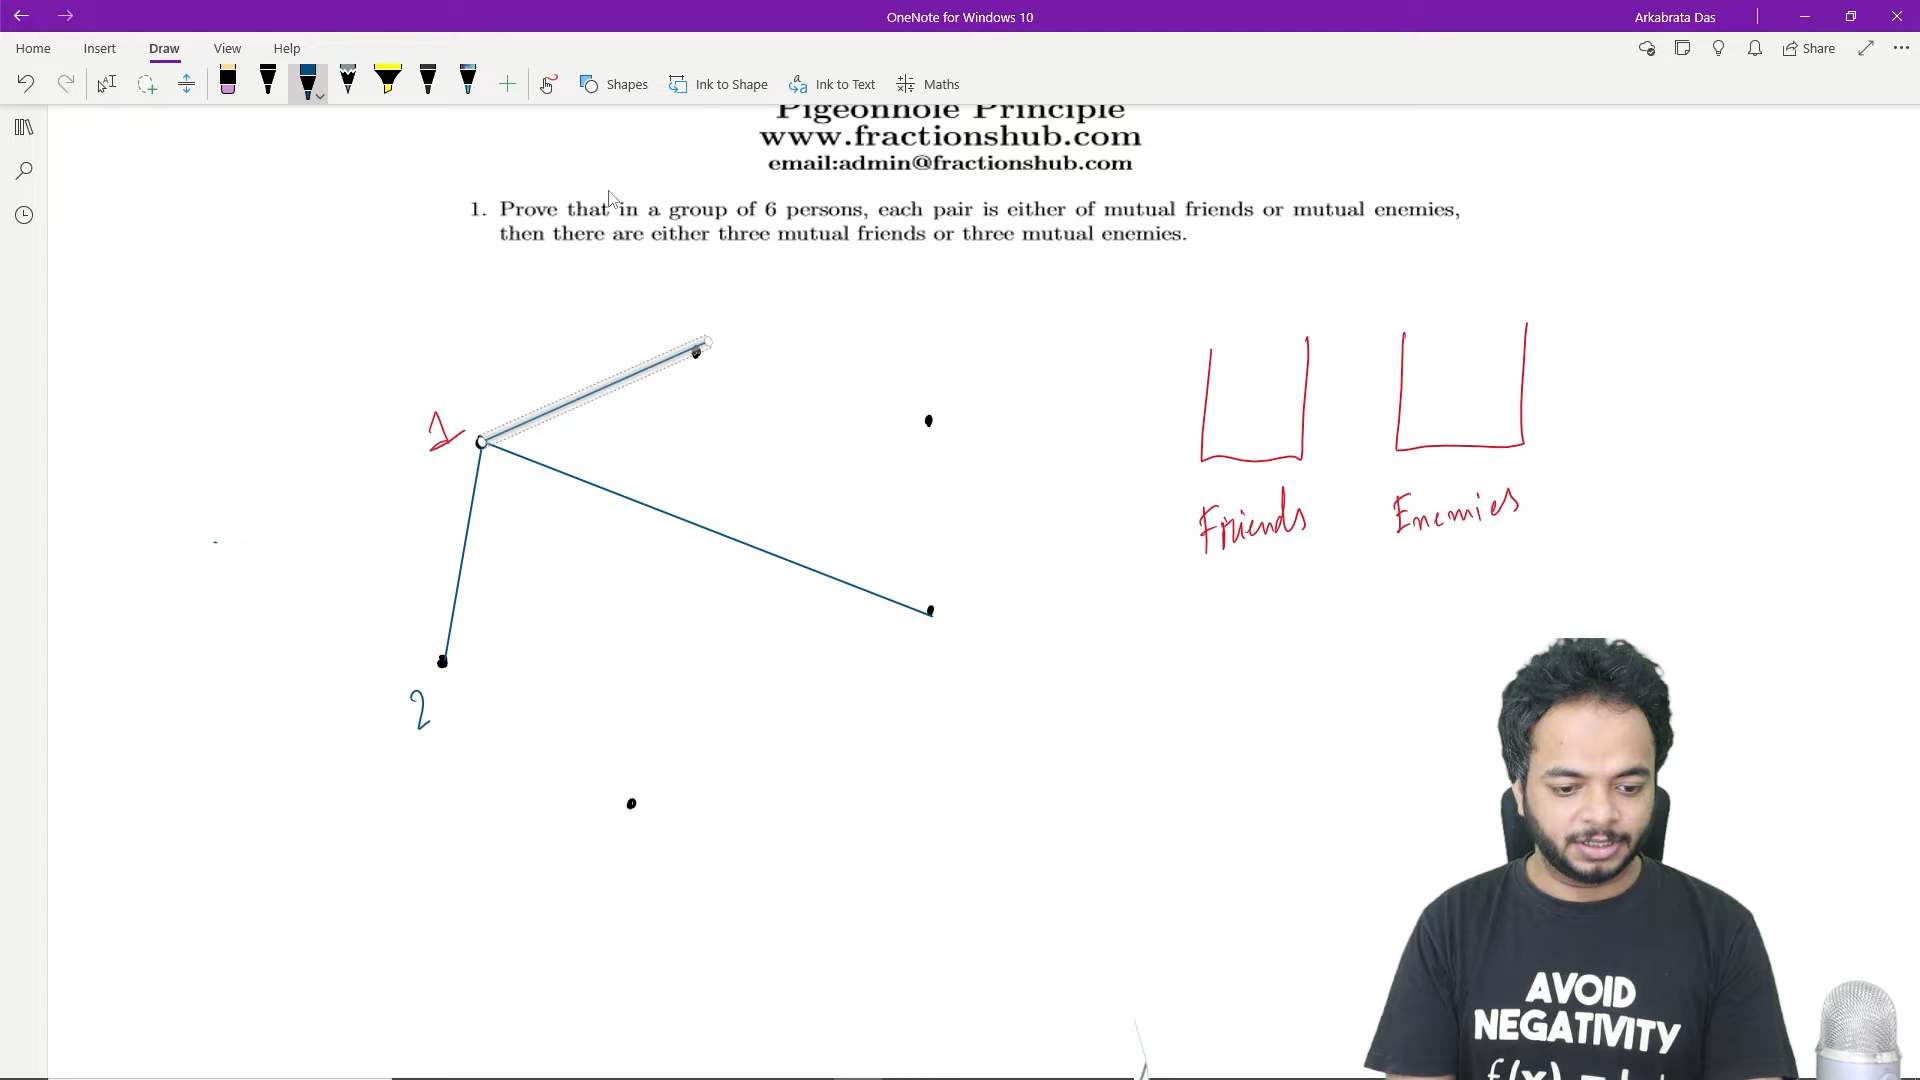 OneNote for Windows 10
Arkabrata Das
Home Insert Draw View Help
Share
Shapes
Ink to Shape
Ink to Text
Maths
Pigeonhole Principle
www.fractionshub.com
email:admin@fractionshub.com
1. Prove that in a group of 6 persons, each pair is either of mutual friends or mutual enemies,
then there are either three mutual friends or three mutual enemies.
1
Friends
Enemies
2
AVOID
NEGATIVITY